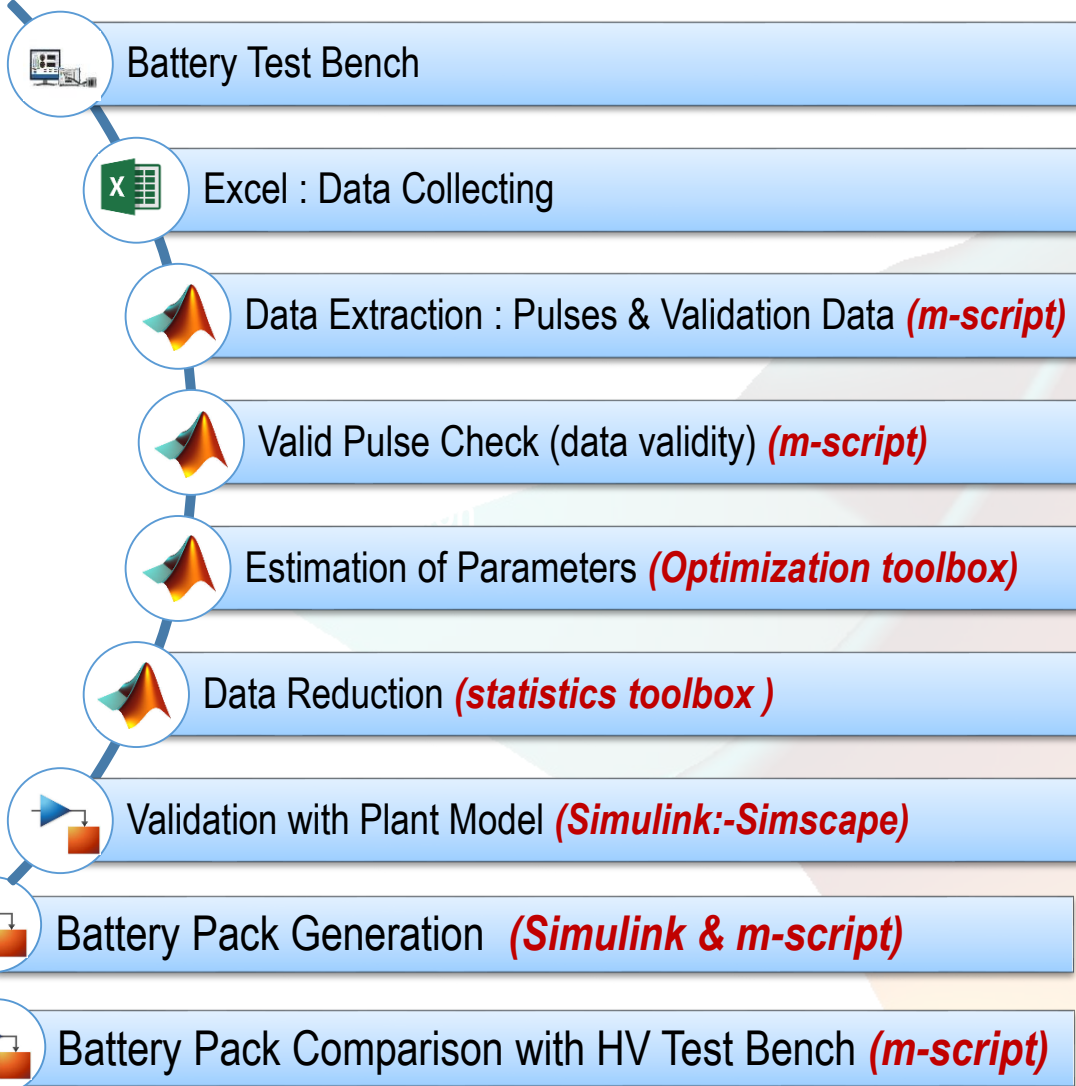 Battery Test Bench
Excel : Data Collecting
Data Extraction : Pulses & Validation Data (m-script)
Valid Pulse Check (data validity) (m-script)
Estimation of Parameters (Optimization toolbox)
Data Reduction (statistics toolbox )
Validation with Plant Model (Simulink:-Simscape)
Battery Pack Generation (Simulink & m-script)
Battery Pack Comparison with HV Test Bench (m-script)